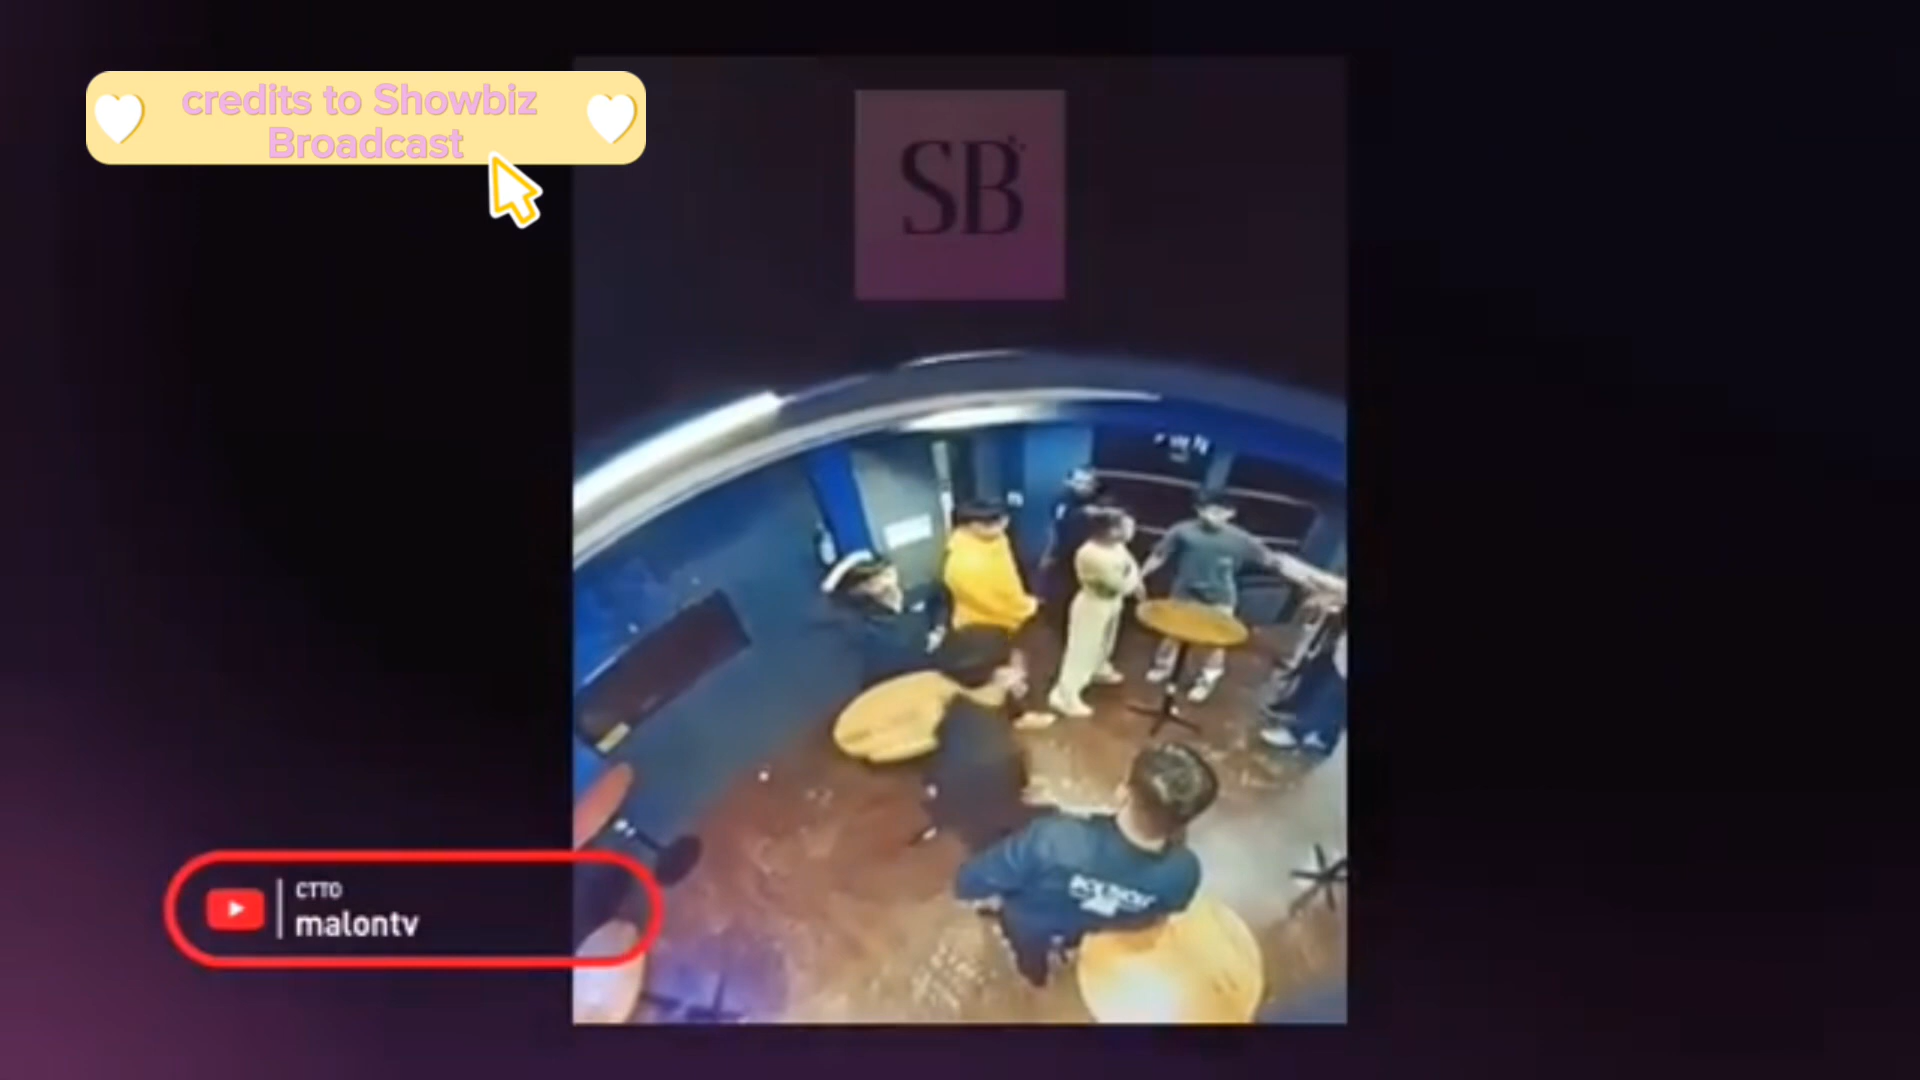 credits to Showbiz
Broadcast
SB
CTTO
malontv